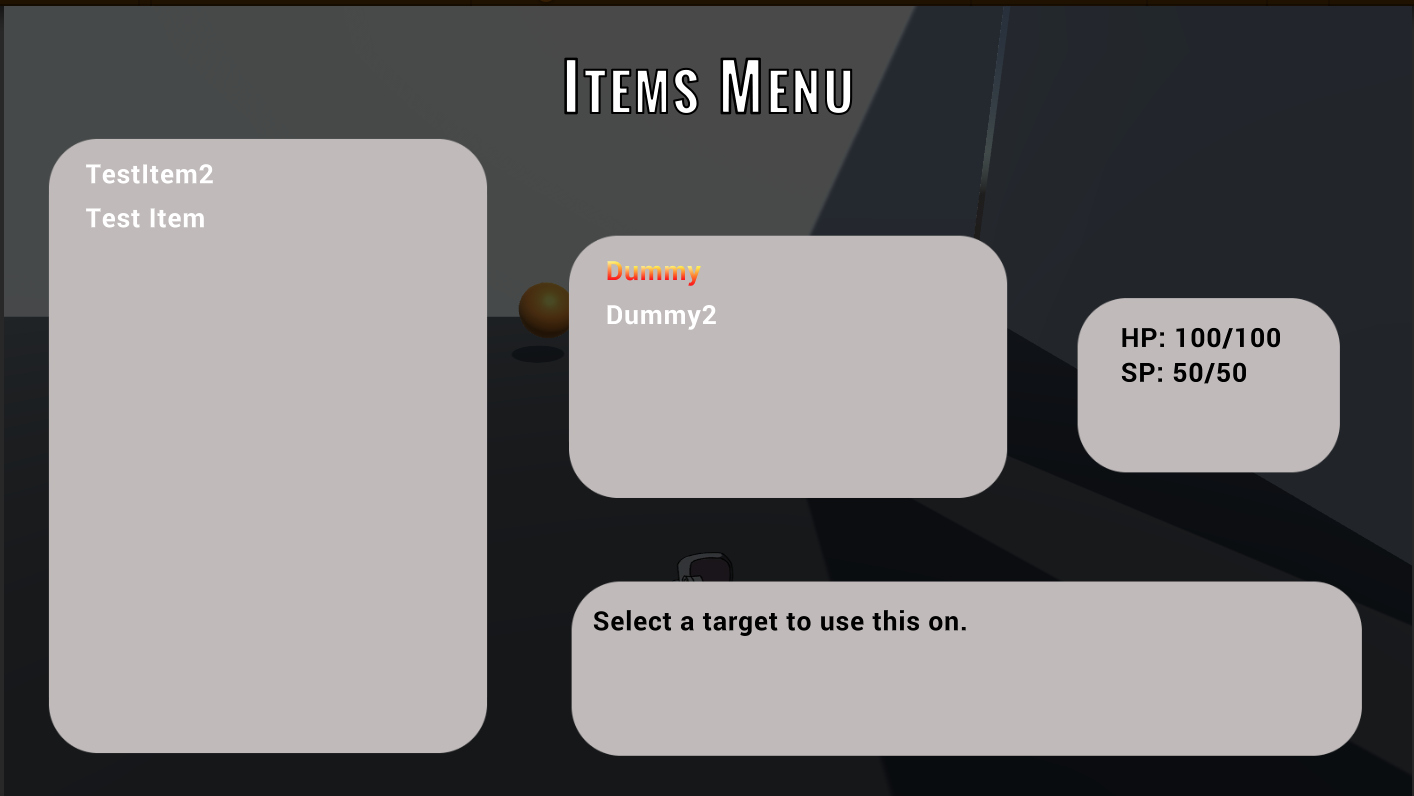 Items Menu
TestItem2
Test Item
Dummy
Dummy2
HP: 100/100
SP: 50/50
Select a target to use this on.